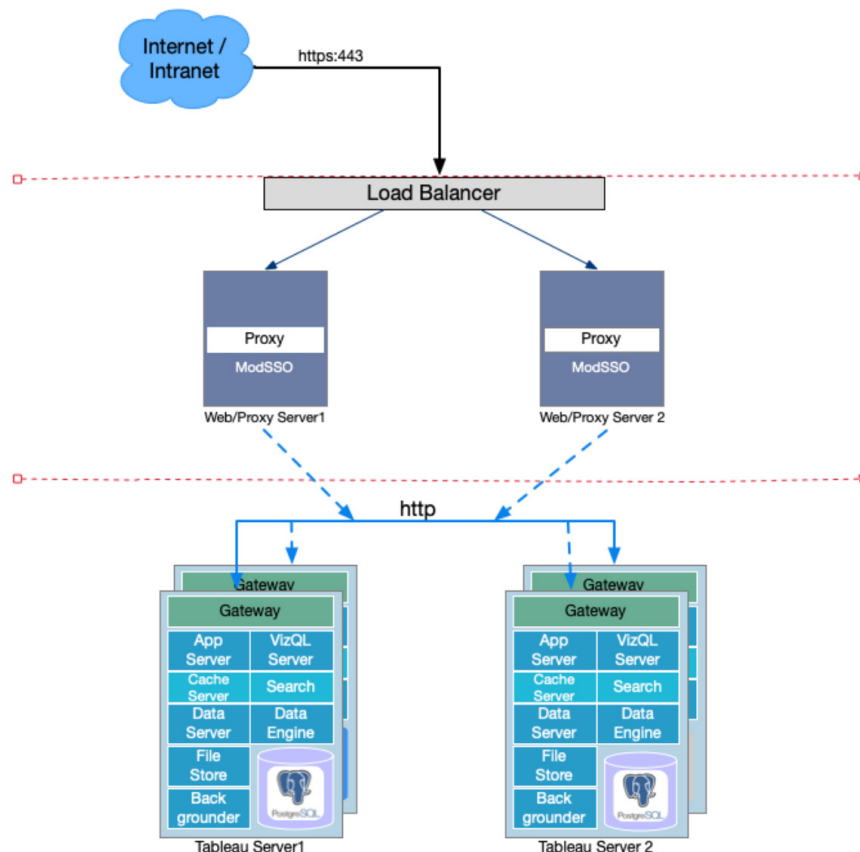 Internet /
Intranet
https:443
Load Balancer
Proxy
ModSSO
Web/Proxy Server1
Proxy
ModSSO
Web/Proxy Server 2
http
Gateway
Gateway
App
Server
VizQL
Server
Cache
Server
Search
Data
Server
Data
Engine
File
Store
Back
grounder
PostgreSQL
Tableau Server1
Gateway
Gateway
App
Server
VizQL
Server
Cache
Server
Search
Data
Server
Data
Engine
File
Store
Back
grounder
PostgreSQL
Tableau Server 2